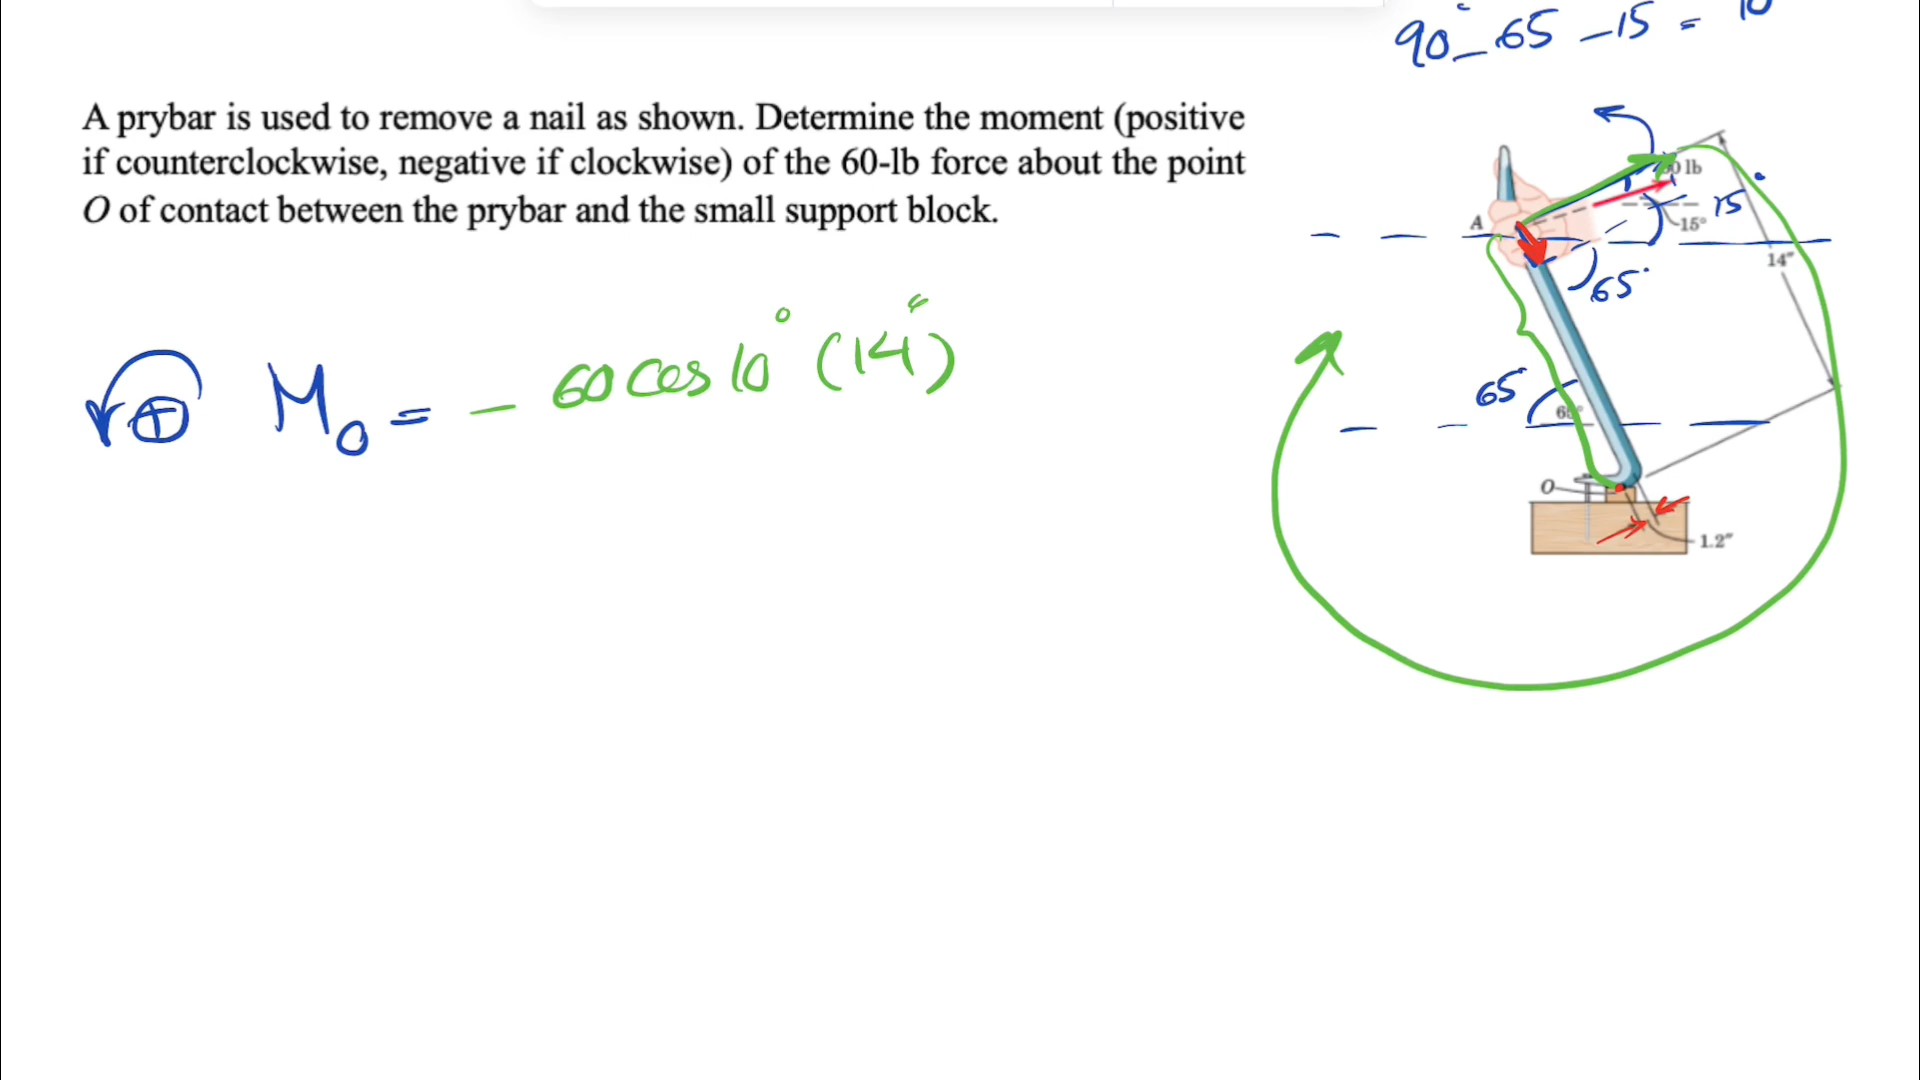 90° - 65 - 15 = 10
A prybar is used to remove a nail as shown. Determine the moment (positive
if counterclockwise, negative if clockwise) of the 60-lb force about the point
O of contact between the prybar and the small support block.
lb
15°
A
15°
65°
14"
M_O = - 60 cos 10° (14")
65°
O
1.2"